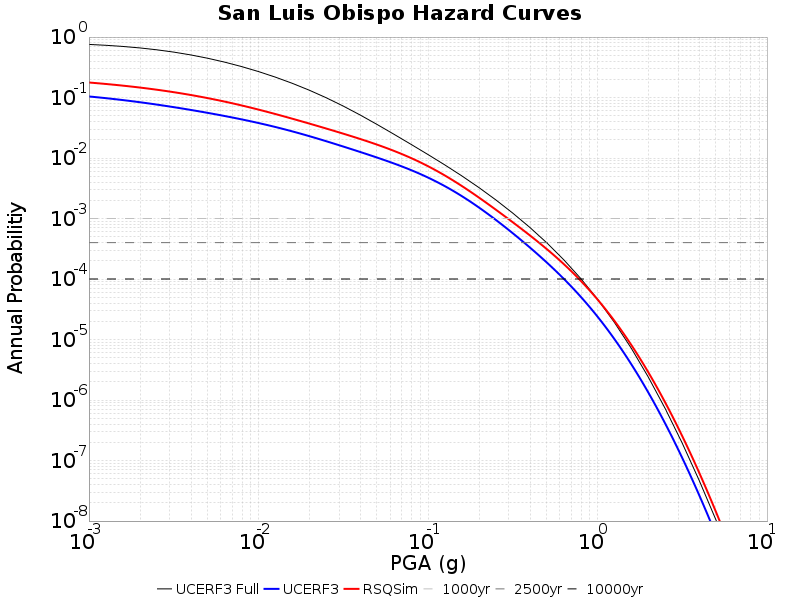 San Luis Obispo Hazard Curves
Annual Probabilitiy
10^0
10^-1
10^-2
10^-3
10^-4
10^-5
10^-6
10^-7
10^-8
10^-3 10^-2 10^-1 10^0 10^1
PGA (g)
UCERF3 Full UCERF3 RSQSim 1000yr 2500yr 10000yr